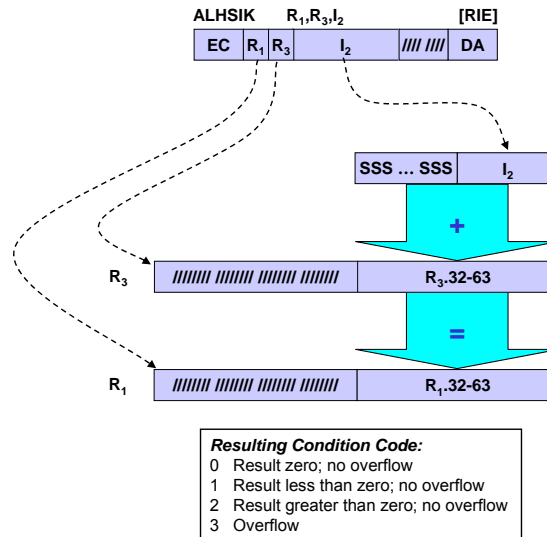 ALHSIK R₁,R₃,I₂ [RIE]
EC R₁ R₃ I₂ //// //// DA
SSS … SSS I₂
+
R₃ //////// //////// //////// //////// R₃.32-63
=
R₁ //////// //////// //////// //////// R₁.32-63
Resulting Condition Code:
0 Result zero; no overflow
1 Result less than zero; no overflow
2 Result greater than zero; no overflow
3 Overflow